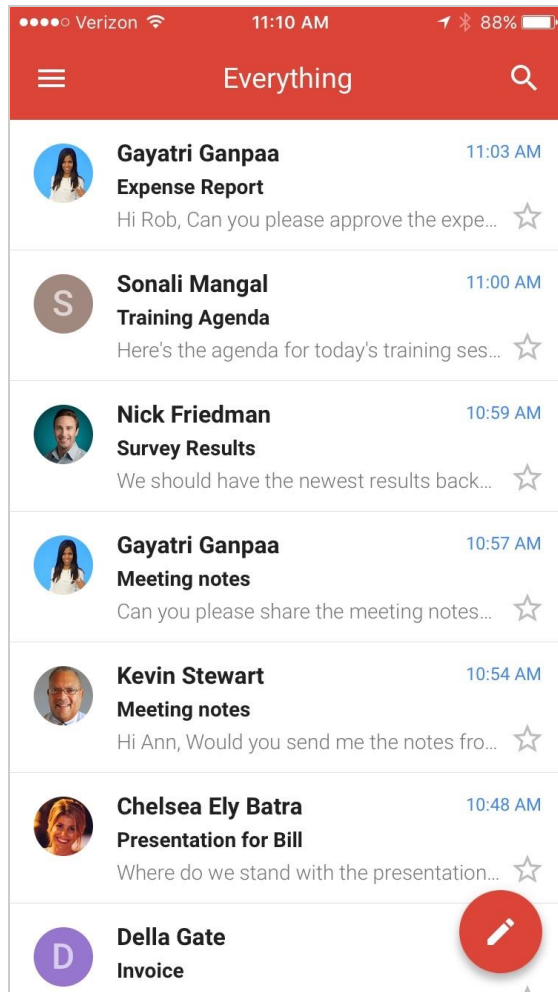 Verizon 11:10 AM 88%
Everything
Gayatri Ganpaa 11:03 AM
Expense Report
Hi Rob, Can you please approve the expe...
S
Sonali Mangal 11:00 AM
Training Agenda
Here's the agenda for today's training ses...
Nick Friedman 10:59 AM
Survey Results
We should have the newest results back...
Gayatri Ganpaa 10:57 AM
Meeting notes
Can you please share the meeting notes...
Kevin Stewart 10:54 AM
Meeting notes
Hi Ann, Would you send me the notes fro...
Chelsea Ely Batra 10:48 AM
Presentation for Bill
Where do we stand with the presentation...
D
Della Gate
Invoice